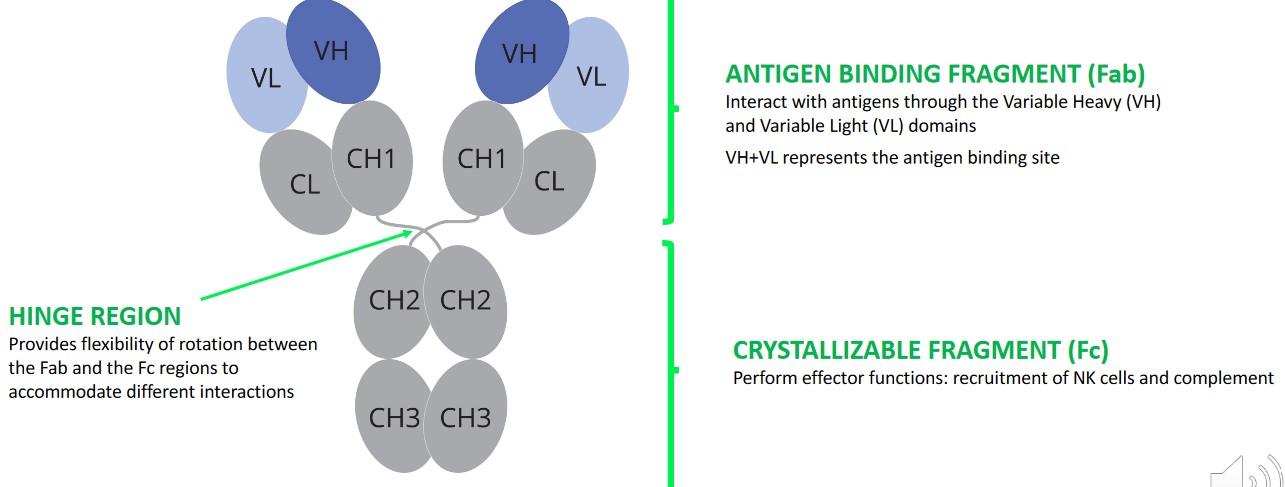 VH
VH
VL
VL
CH1
CH1
CL
CL
CH2
CH2
CH3
CH3
HINGE REGION
Provides flexibility of rotation between
the Fab and the Fc regions to
accommodate different interactions
ANTIGEN BINDING FRAGMENT (Fab)
Interact with antigens through the Variable Heavy (VH)
and Variable Light (VL) domains
VH+VL represents the antigen binding site
CRYSTALLIZABLE FRAGMENT (Fc)
Perform effector functions: recruitment of NK cells and complement